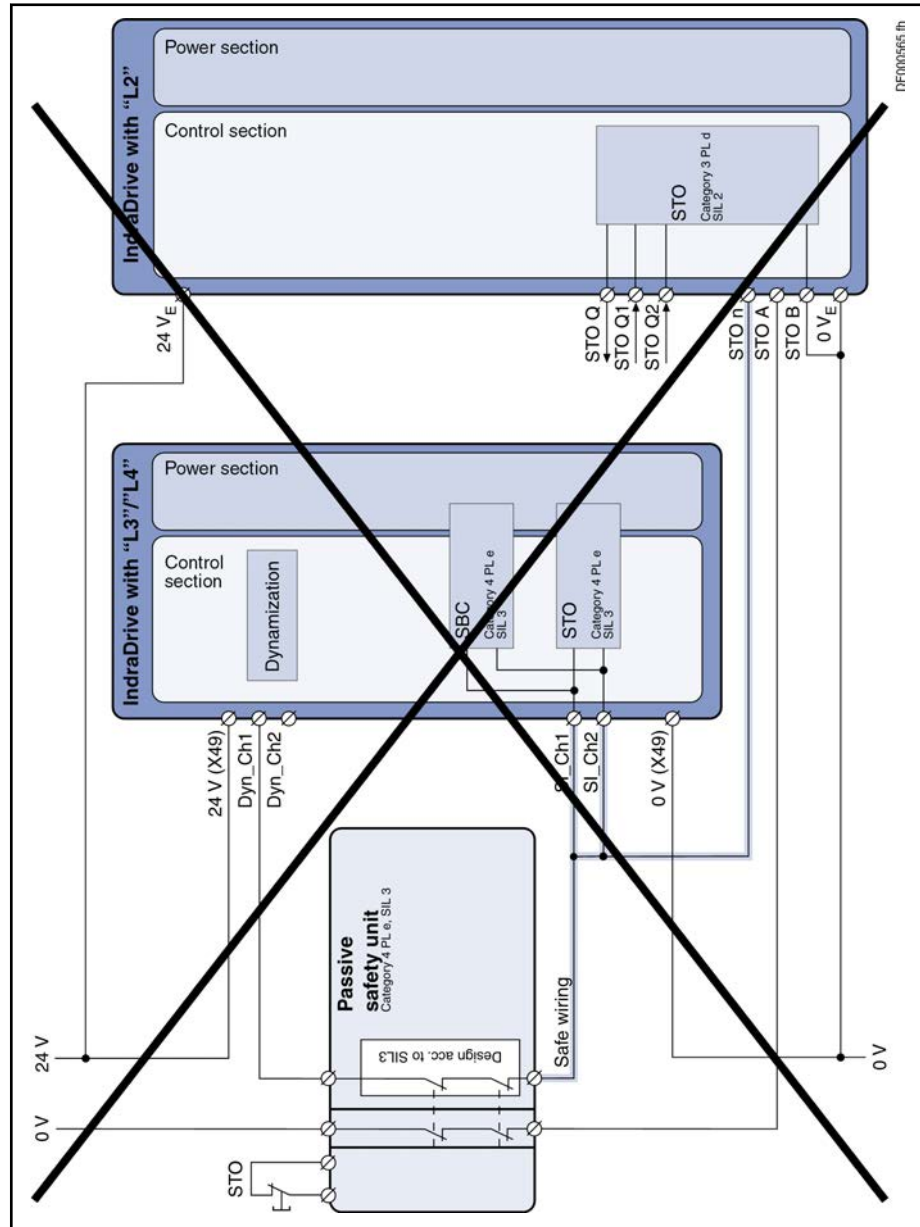 DF000565.fh
IndraDrive with “L2”
Power section
Control section
STO
Category 3 PL d
SIL 2
24 VE
STO Q
STO Q1
STO Q2
STO n
STO A
STO B
0 VE
IndraDrive with “L3”/“L4”
Power section
Control
section
Dynamization
SBC
Category 4 PL e
SIL 3
STO
Category 4 PL e
SIL 3
24 V (X49)
Dyn_Ch1
Dyn_Ch2
SI_Ch1
SI_Ch2
0 V (X49)
Passive
safety unit
Category 4 PL e, SIL 3
Design acc. to SIL3
Safe wiring
24 V
0 V
STO
0 V